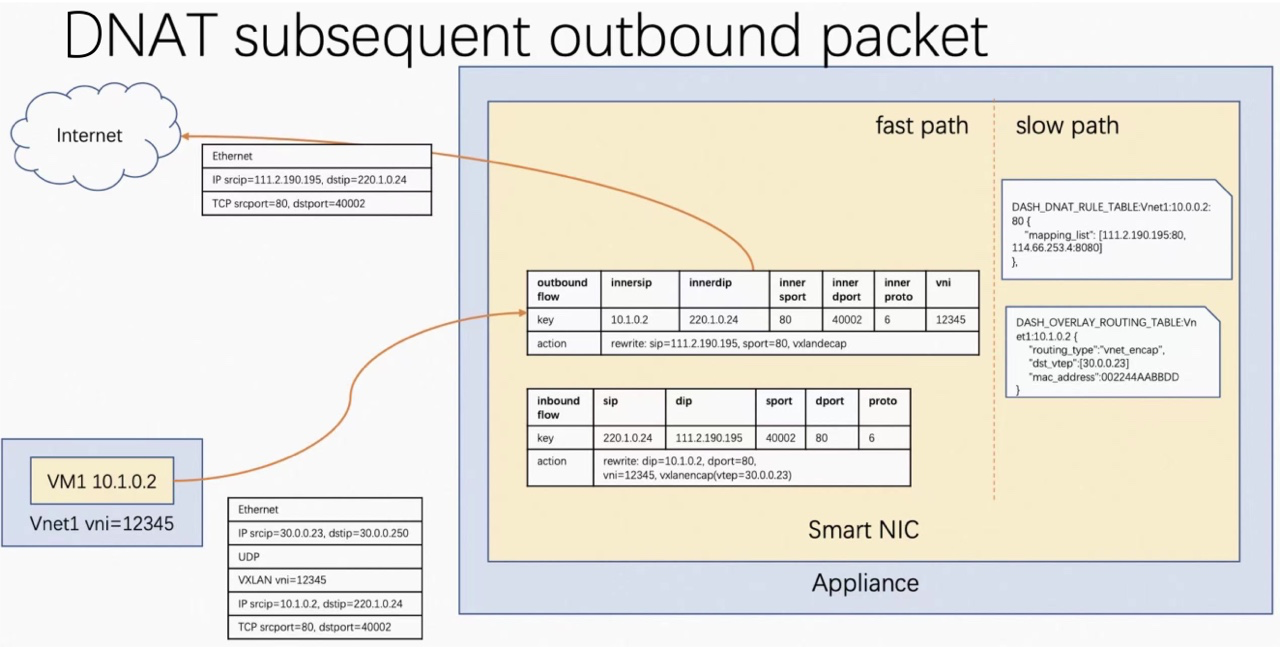 DNAT subsequent outbound packet
Internet
Ethernet
IP srcip=111.2.190.195, dstip=220.1.0.24
TCP srcport=80, dstport=40002
fast path
slow path
DASH_DNAT_RULE_TABLE:Vnet1:10.0.0.2:
80 {
"mapping_list": [111.2.190.195:80,
114.66.253.4:8080]
},
DASH_OVERLAY_ROUTING_TABLE:Vn
et1:10.1.0.2 {
"routing_type":"vnet_encap",
"dst_vtep":[30.0.0.23]
"mac_address":002244AABBDD
}
outbound flow innersip innerdip inner sport inner dport inner proto vni
key 10.1.0.2 220.1.0.24 80 40002 6 12345
action rewrite: sip=111.2.190.195, sport=80, vxlandecap
inbound flow sip dip sport dport proto
key 220.1.0.24 111.2.190.195 40002 80 6
action rewrite: dip=10.1.0.2, dport=80,
vni=12345, vxlanencap(vtep=30.0.0.23)
VM1 10.1.0.2
Vnet1 vni=12345
Ethernet
IP srcip=30.0.0.23, dstip=30.0.0.250
UDP
VXLAN vni=12345
IP srcip=10.1.0.2, dstip=220.1.0.24
TCP srcport=80, dstport=40002
Smart NIC
Appliance